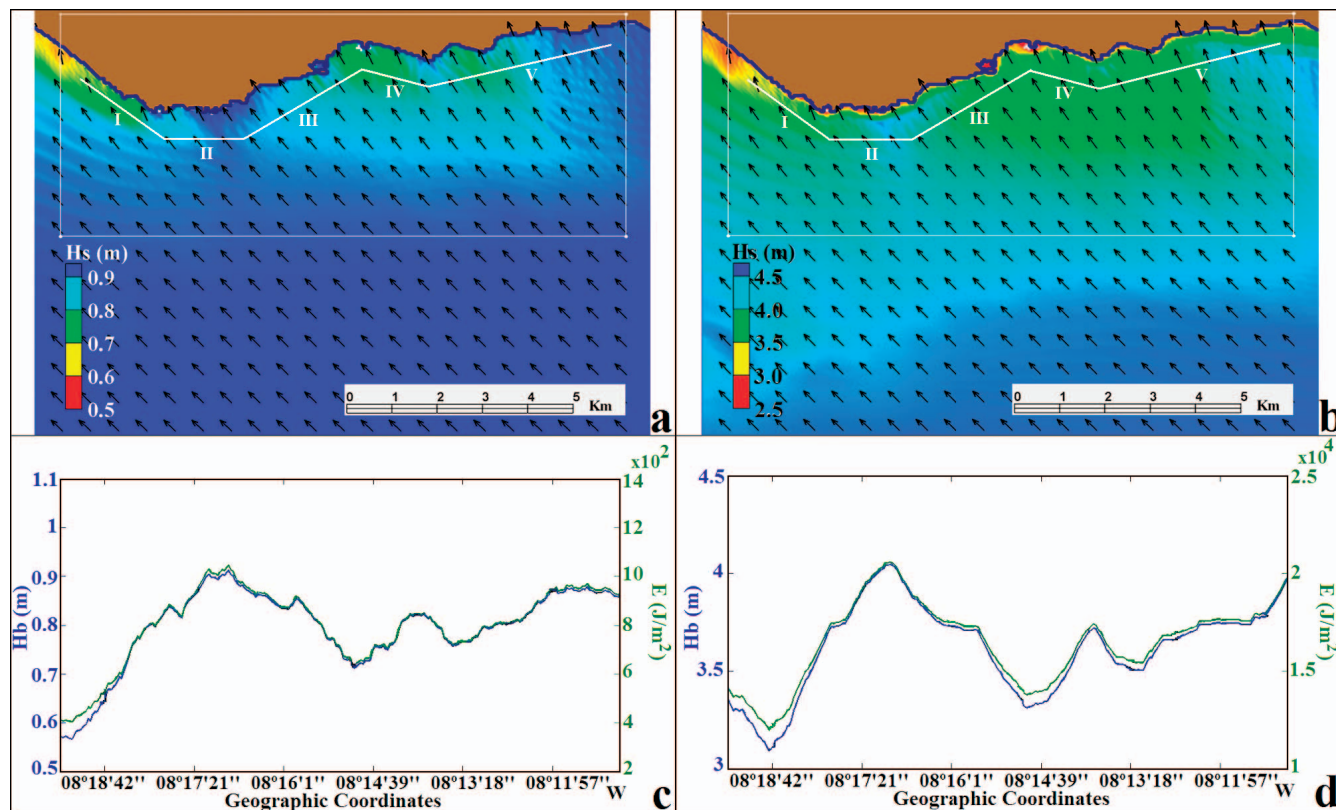 I
II
III
IV
V
Hs (m)
0.9
0.8
0.7
0.6
0.5
0 1 2 3 4 5
Km
a
I
II
III
IV
V
Hs (m)
4.5
4.0
3.5
3.0
2.5
0 1 2 3 4 5
Km
b
x10²
1.1
1
0.9
0.8
0.7
0.6
0.5
Hb (m)
14
12
10
8
6
4
2
E (J/m²)
08°18'42'' 08°17'21'' 08°16'1'' 08°14'39'' 08°13'18'' 08°11'57'' W
Geographic Coordinates
c
x10⁴
4.5
4
3.5
3
Hb (m)
2.5
2
1.5
1
E (J/m²)
08°18'42'' 08°17'21'' 08°16'1'' 08°14'39'' 08°13'18'' 08°11'57'' W
Geographic Coordinates
d